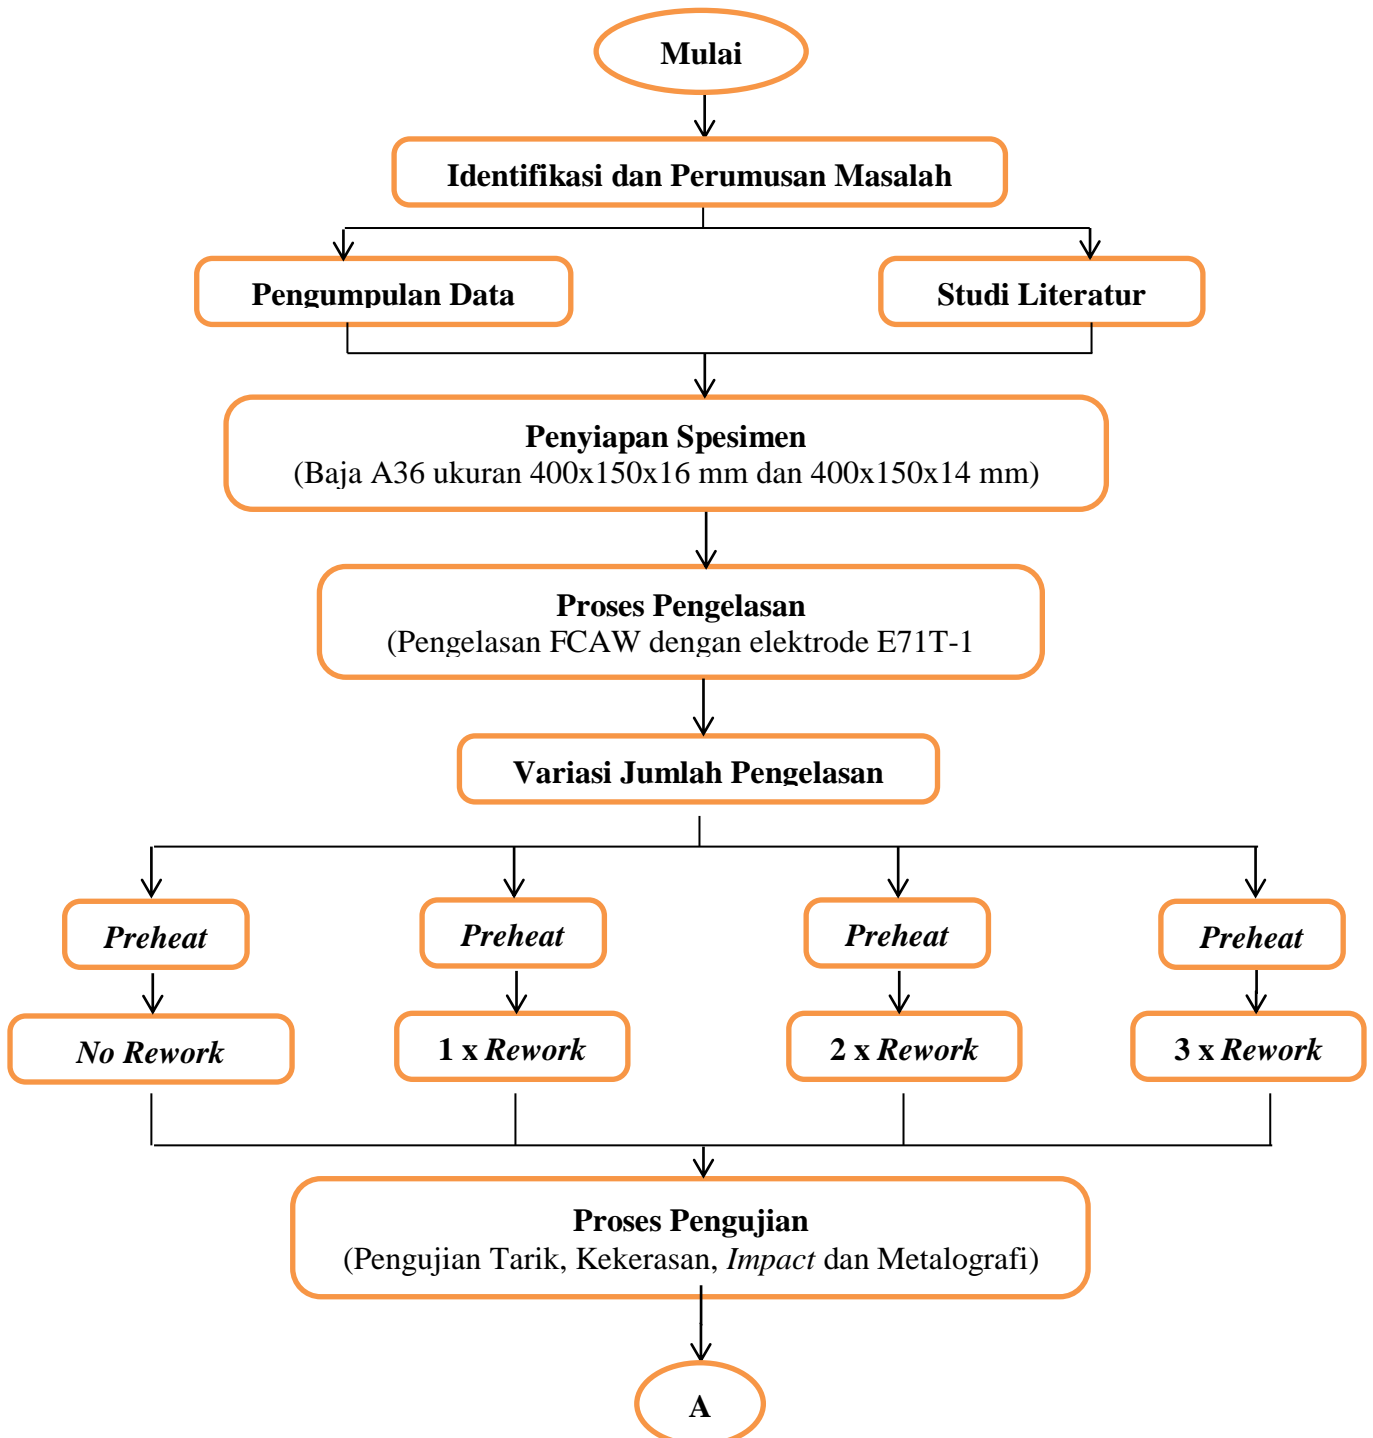 Mulai
Identifikasi dan Perumusan Masalah
Pengumpulan Data
Studi Literatur
Penyiapan Spesimen
(Baja A36 ukuran 400x150x16 mm dan 400x150x14 mm)
Proses Pengelasan
(Pengelasan FCAW dengan elektrode E71T-1
Variasi Jumlah Pengelasan
Preheat
Preheat
Preheat
Preheat
No Rework
1 x Rework
2 x Rework
3 x Rework
Proses Pengujian
(Pengujian Tarik, Kekerasan, Impact dan Metalografi)
A